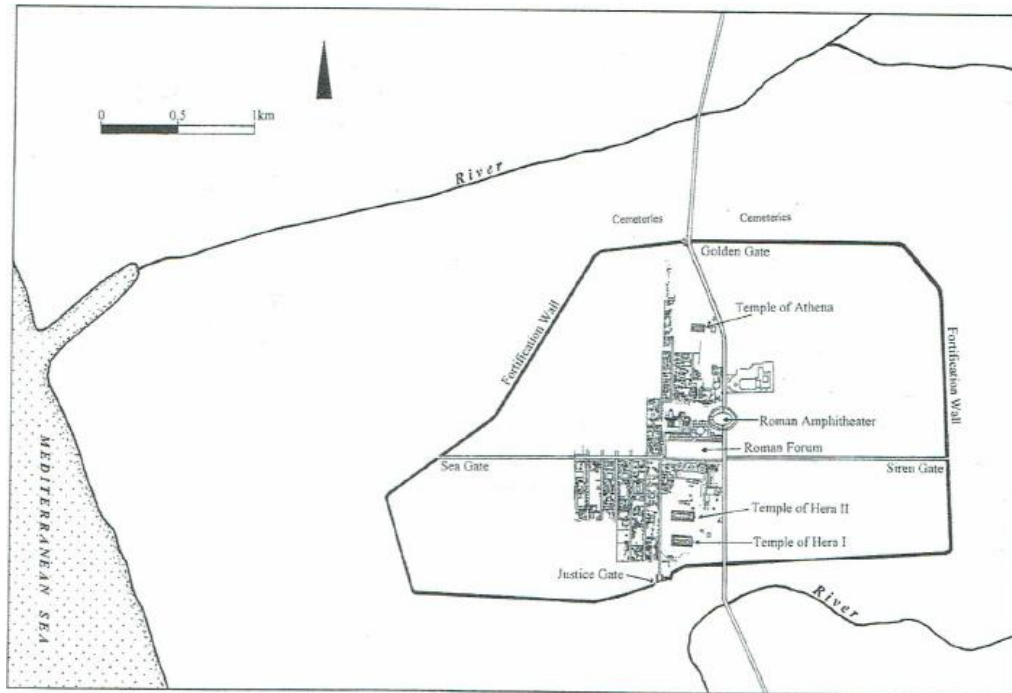 0 0,5 1km
River
Cemeteries Cemeteries
Golden Gate
Temple of Athena
Fortification Wall
Fortification Wall
Roman Amphitheater
Roman Forum
Sea Gate
Siren Gate
Temple of Hera II
Temple of Hera I
Justice Gate
River
MEDITERRANEAN SEA